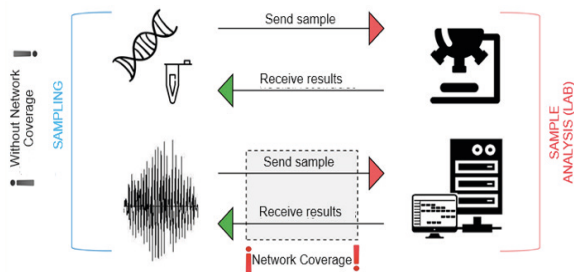 Send sample
Receive results
Without Network
Coverage
SAMPLING
SAMPLE
ANALYSIS (LAB)
Send sample
Receive results
Network Coverage